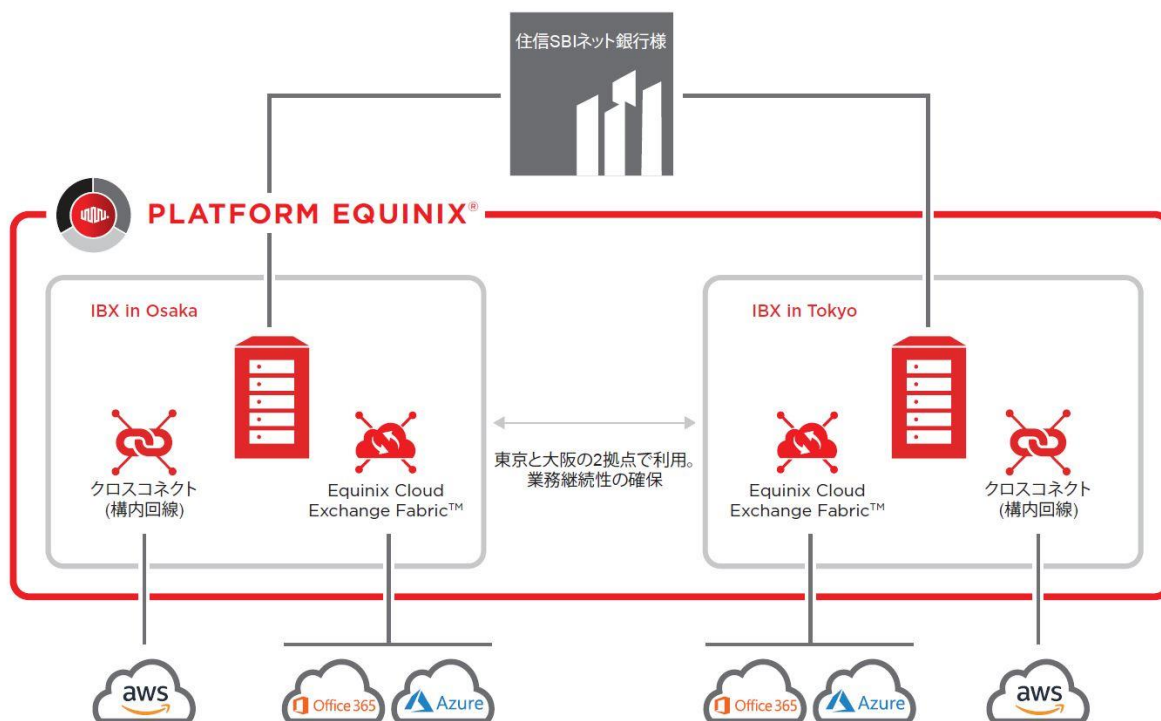 住信SBIネット銀行様
PLATFORM EQUINIX®
IBX in Osaka
クロスコネクト
(構内回線)
Equinix Cloud
Exchange Fabric™
東京と大阪の2拠点で利用。
業務継続性の確保
IBX in Tokyo
Equinix Cloud
Exchange Fabric™
クロスコネクト
(構内回線)
aws
Office 365
Azure
Office 365
Azure
aws